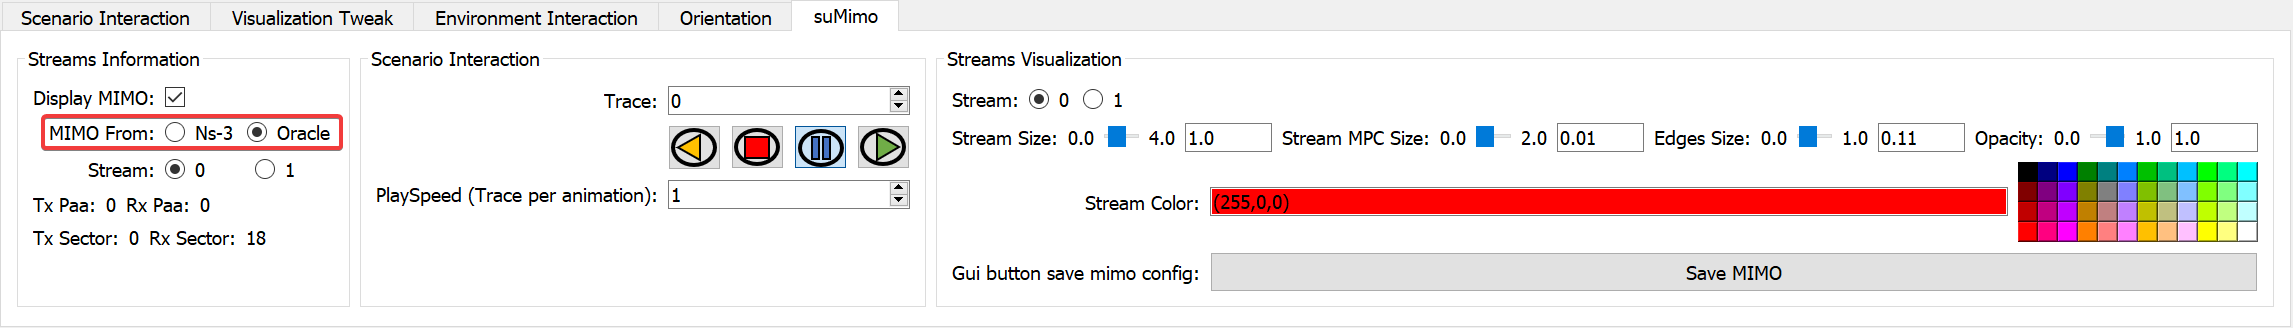 Scenario Interaction Visualization Tweak Environment Interaction Orientation suMimo
Streams Information
Display MIMO:
MIMO From: Ns-3 Oracle
Stream: 0 1
Tx Paa: 0 Rx Paa: 0
Tx Sector: 0 Rx Sector: 18
Scenario Interaction
Trace: 0
PlaySpeed (Trace per animation): 1
Streams Visualization
Stream: 0 1
Stream Size: 0.0 4.0 1.0 Stream MPC Size: 0.0 2.0 0.01 Edges Size: 0.0 1.0 0.11 Opacity: 0.0 1.0 1.0
Stream Color: (255,0,0)
Gui button save mimo config: Save MIMO